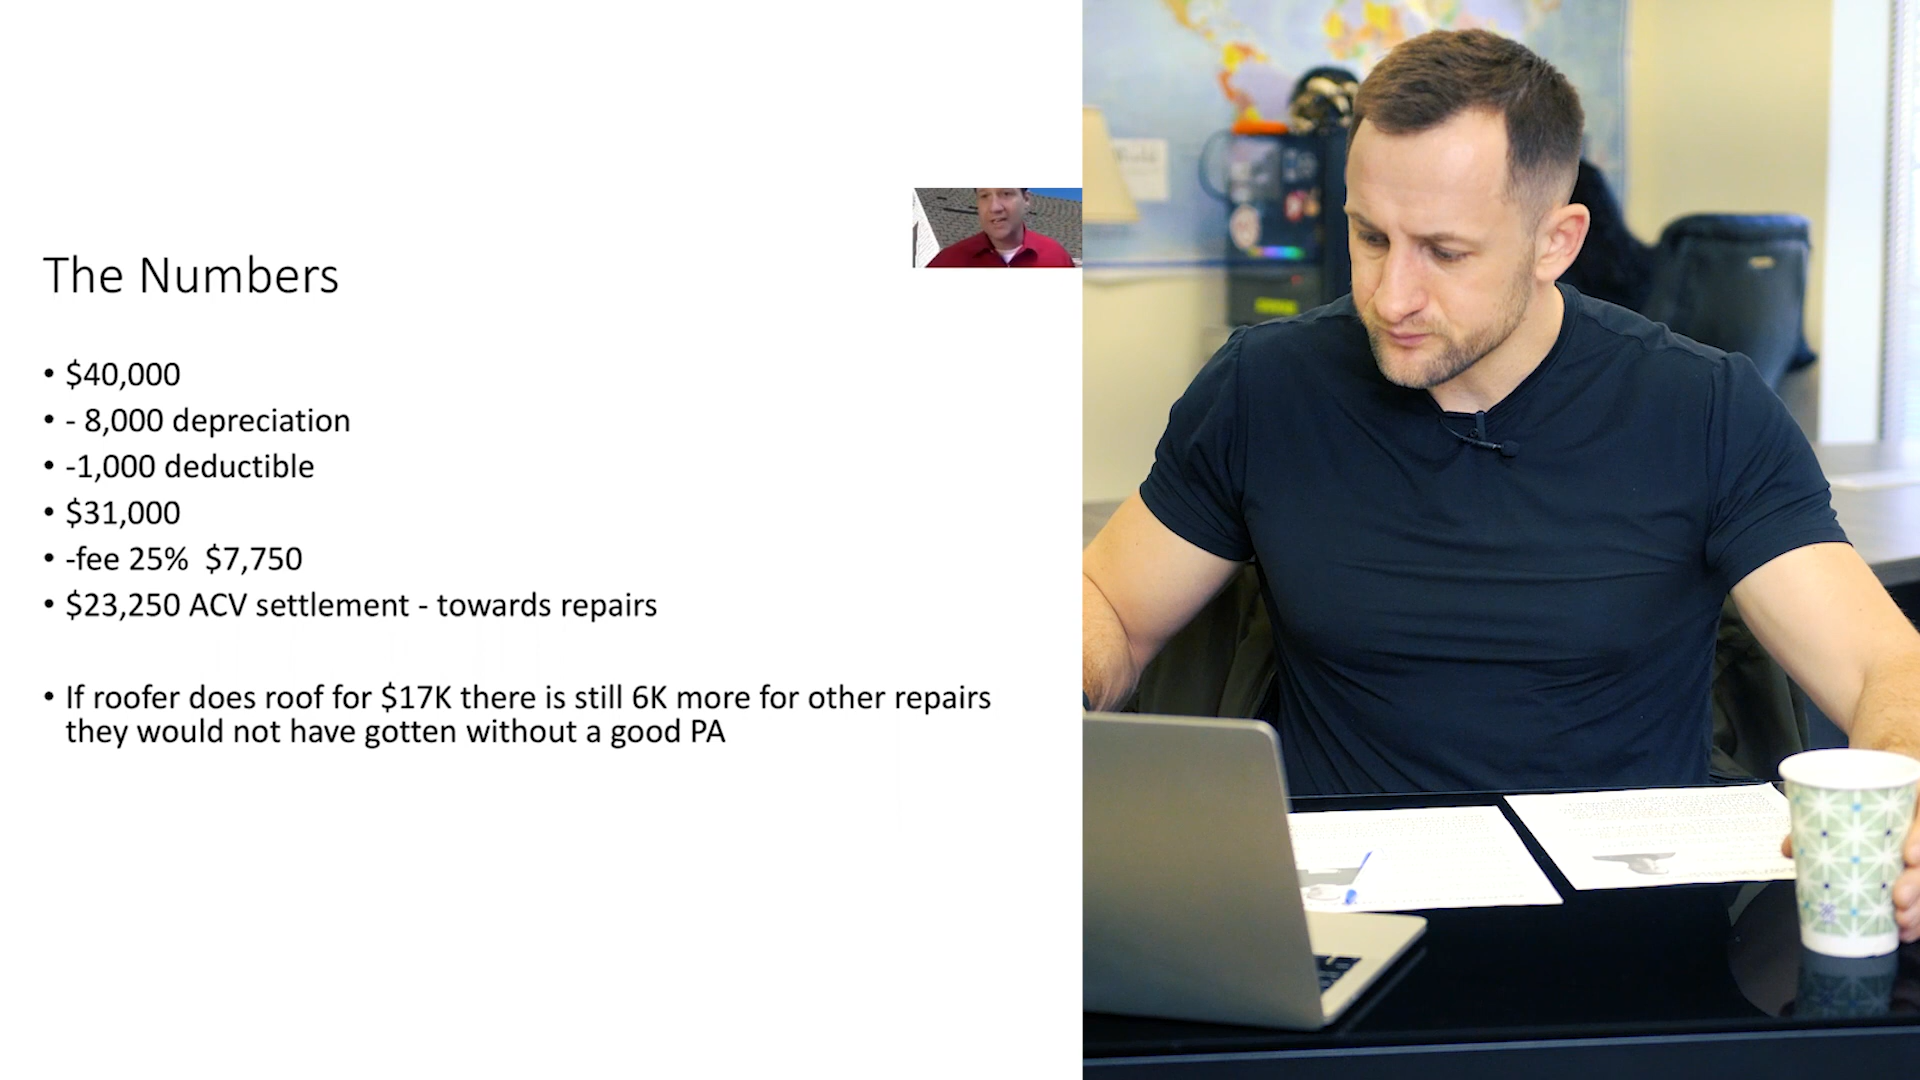 The Numbers
• $40,000
• - 8,000 depreciation
• -1,000 deductible
• $31,000
• -fee 25%  $7,750
• $23,250 ACV settlement - towards repairs
• If roofer does roof for $17K there is still 6K more for other repairs
they would not have gotten without a good PA